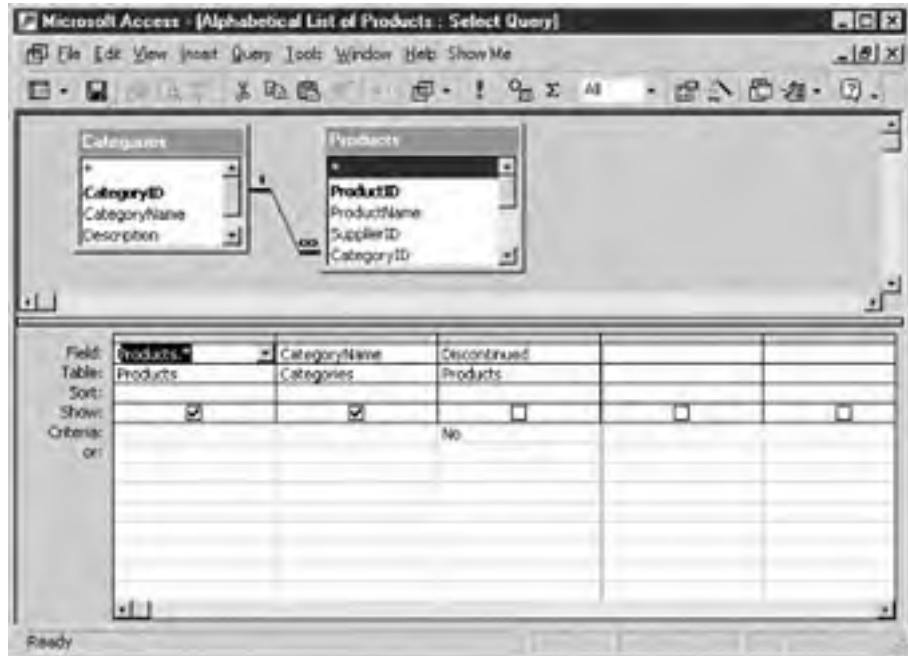 Microsoft Access - [Alphabetical List of Products : Select Query]
File Edit View Insert Query Tools Window Help Show Me
All
Categories
*
CategoryID
CategoryName
Description
1
∞
Products
*
ProductID
ProductName
SupplierID
CategoryID
Field: Products.* CategoryName Discontinued
Table: Products Categories Products
Sort:
Show:
Criteria: No
or:
Ready